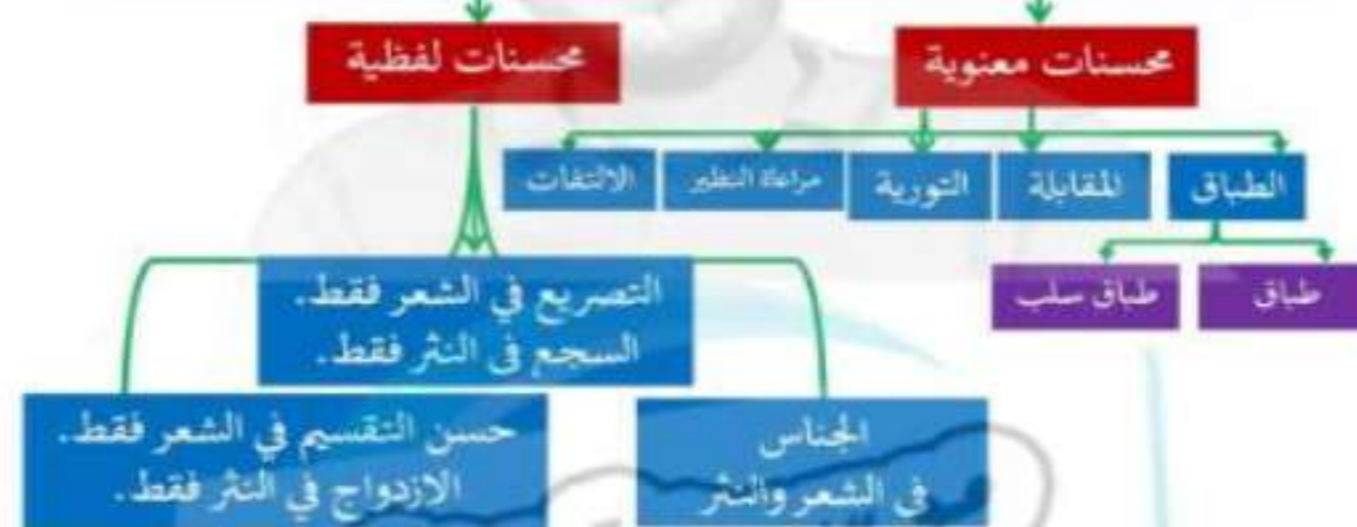 محسنات معنوية
محسنات لفظية
الطباق
المقابلة
التورية
مراعاة النظير
الالتفات
طباق
طباق سلب
التصريع في الشعر فقط.
السجع في النثر فقط.
الجناس
في الشعر والنثر
حسن التقسيم في الشعر فقط.
الازدواج في النثر فقط.